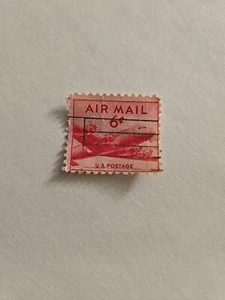 AIR MAIL
6¢
U.S. POSTAGE